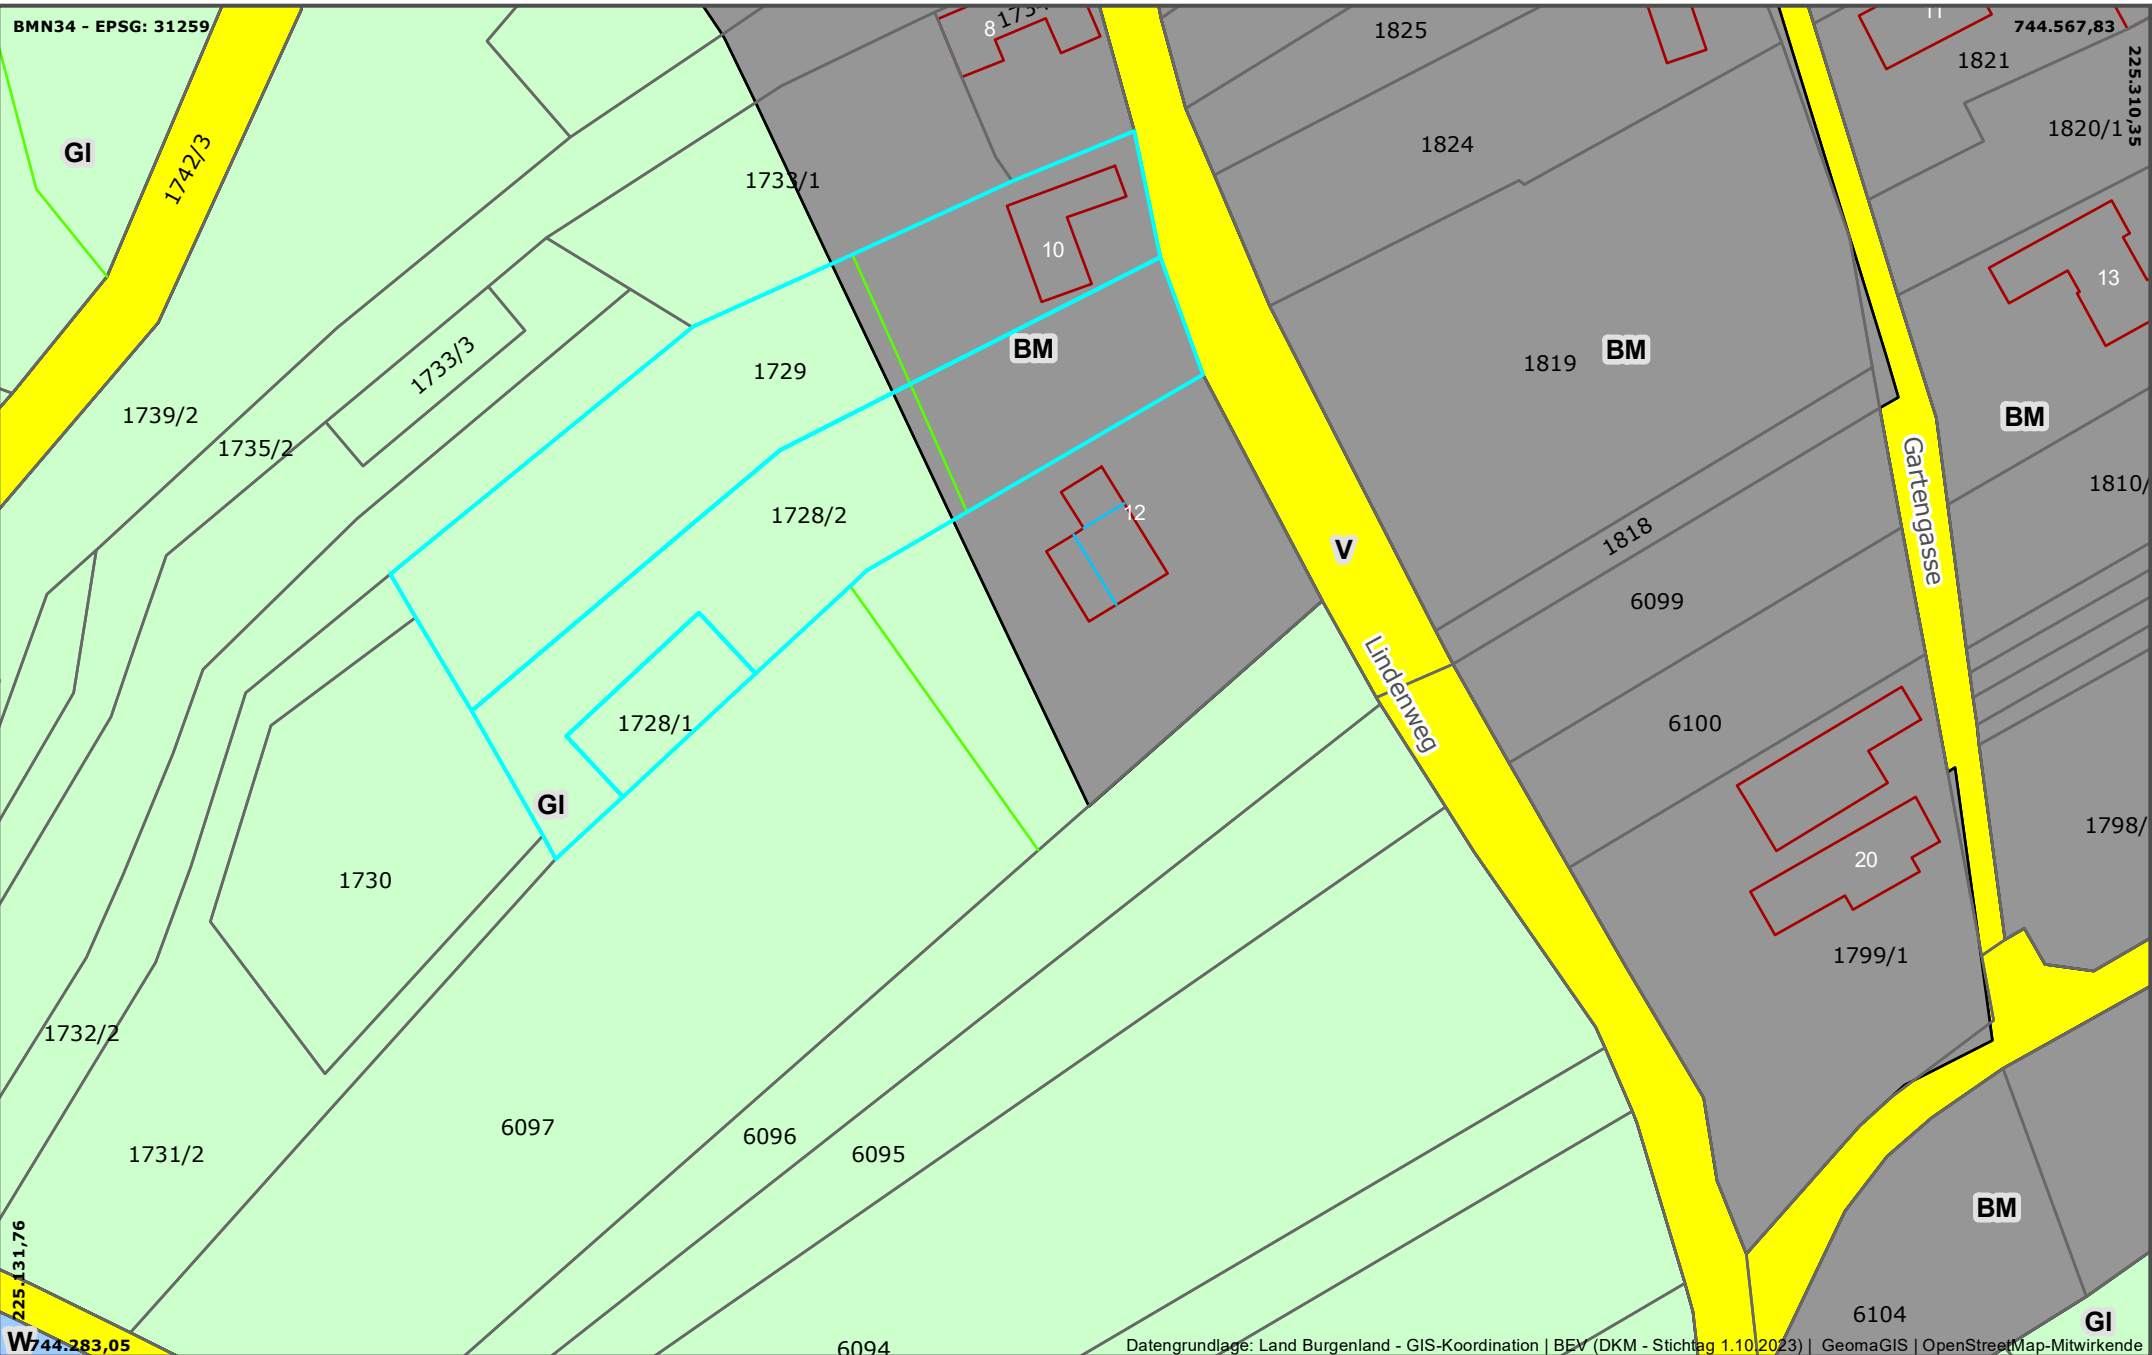 BMN34 - EPSG: 31259
744.567,83
225.310,35
8
11
1825
1821
1820/1
1824
GI
1742/3
1733/1
10
13
BM
1819
BM
BM
1733/3
1729
1739/2
1735/2
Gartengasse
1810/
1728/2
12
V
1818
6099
Lindenweg
1728/1
6100
GI
1798/
20
1730
1799/1
1732/2
6097
6096
6095
1731/2
BM
225.131,76
6104
GI
W
744.283,05
6094
Datengrundlage: Land Burgenland - GIS-Koordination | BEV (DKM - Stichtag 1.10.2023) | GeomaGIS | OpenStreetMap-Mitwirkende